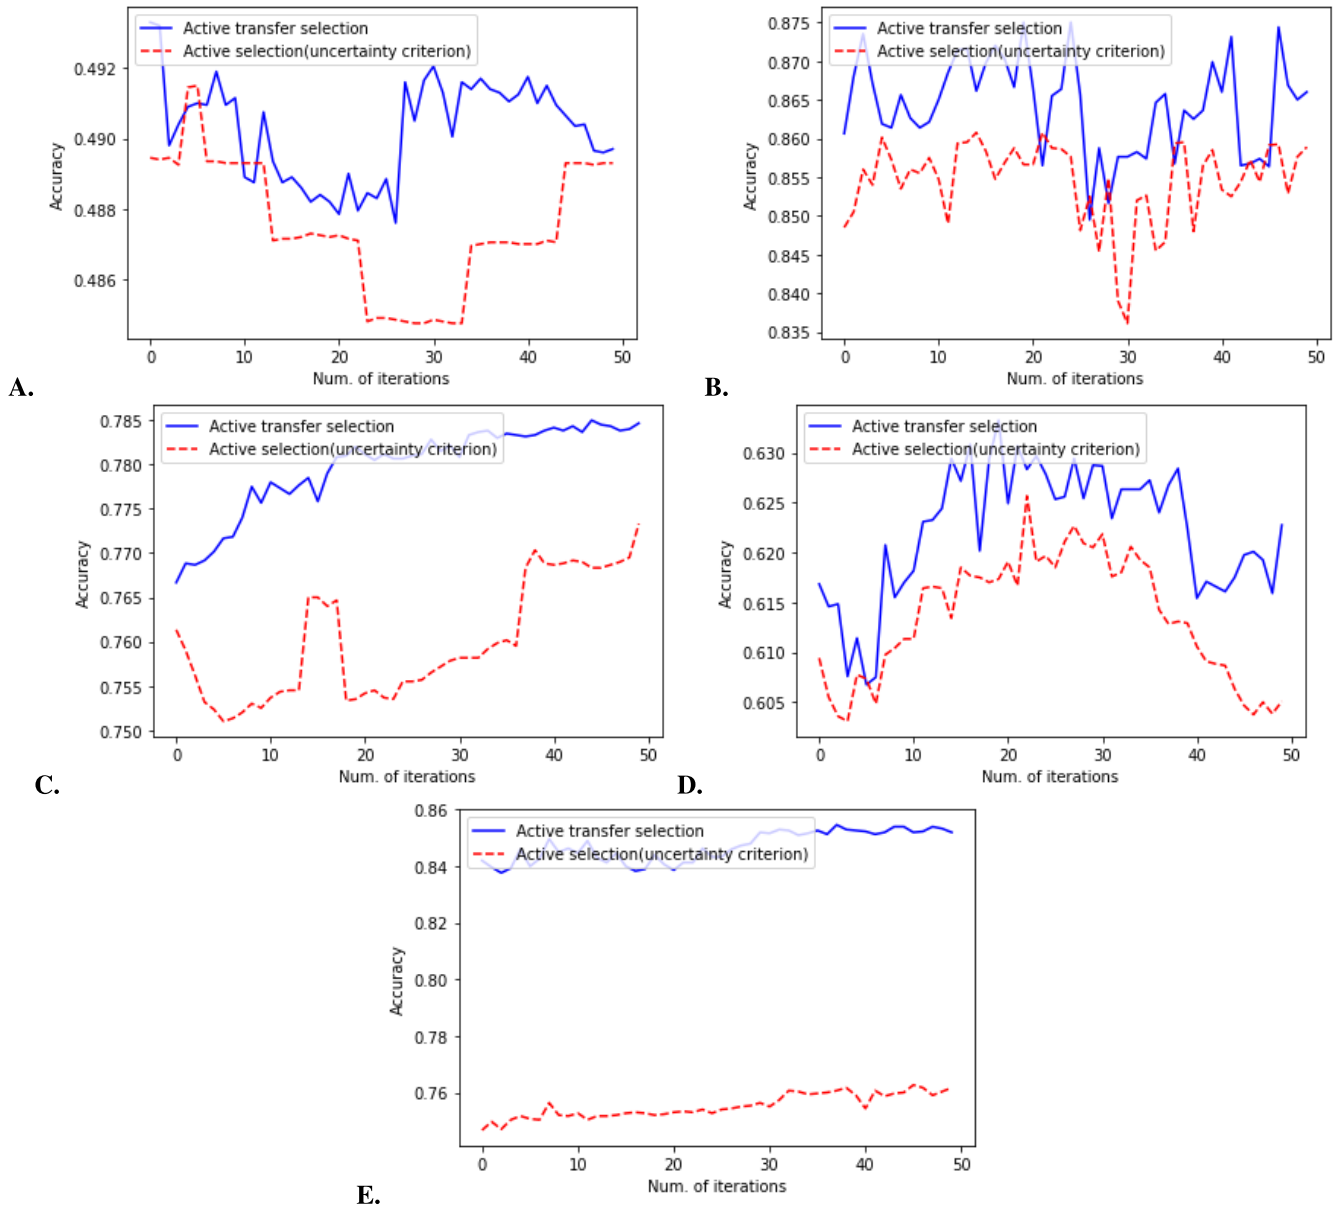 Active transfer selection
Active selection(uncertainty criterion)
0.492
0.490
0.488
0.486
Accuracy
0 10 20 30 40 50
Num. of iterations
A.
Active transfer selection
Active selection(uncertainty criterion)
0.875
0.870
0.865
0.860
0.855
0.850
0.845
0.840
0.835
Accuracy
0 10 20 30 40 50
Num. of iterations
B.
Active transfer selection
Active selection(uncertainty criterion)
0.785
0.780
0.775
0.770
0.765
0.760
0.755
0.750
Accuracy
0 10 20 30 40 50
Num. of iterations
C.
Active transfer selection
Active selection(uncertainty criterion)
0.630
0.625
0.620
0.615
0.610
0.605
Accuracy
0 10 20 30 40 50
Num. of iterations
D.
Active transfer selection
Active selection(uncertainty criterion)
0.86
0.84
0.82
0.80
0.78
0.76
Accuracy
0 10 20 30 40 50
Num. of iterations
E.